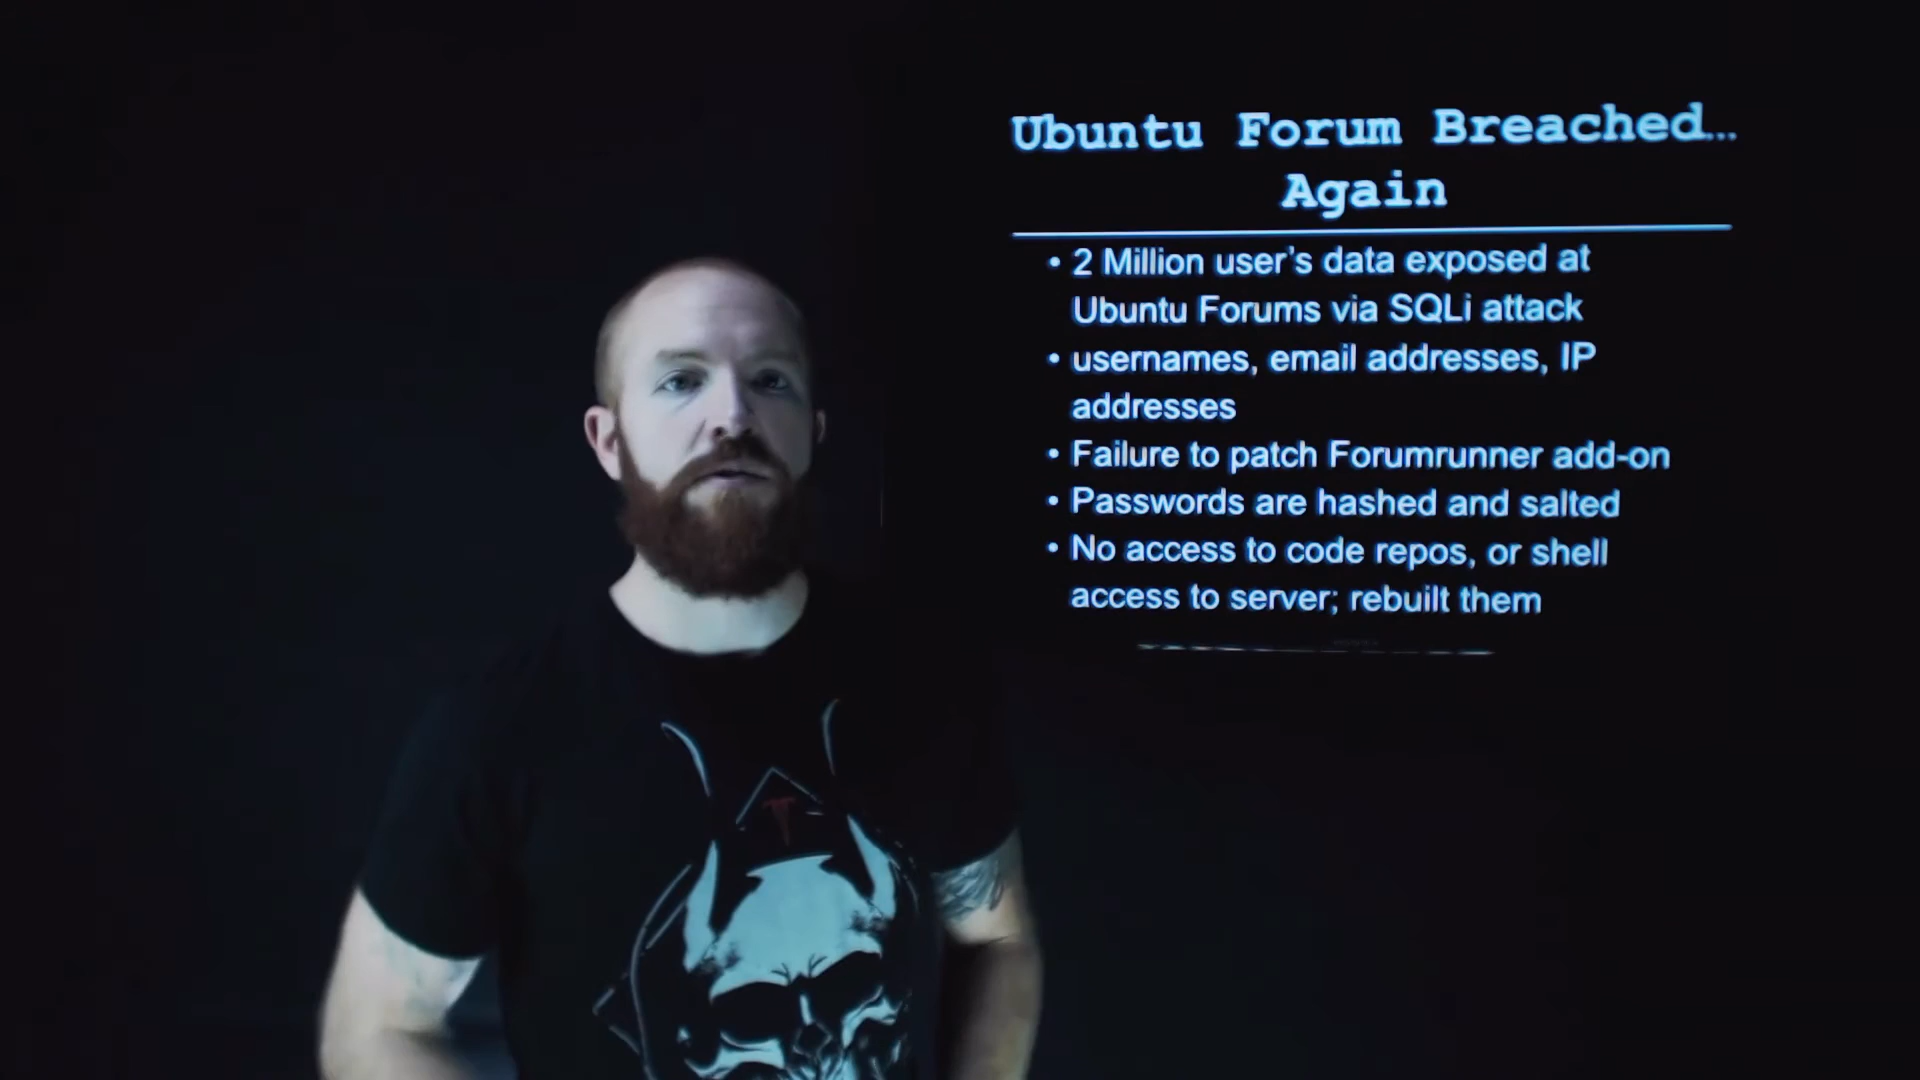 Ubuntu Forum Breached...
Again
• 2 Million user's data exposed at
Ubuntu Forums via SQLi attack
• usernames, email addresses, IP
addresses
• Failure to patch Forumrunner add-on
• Passwords are hashed and salted
• No access to code repos, or shell
access to server; rebuilt them